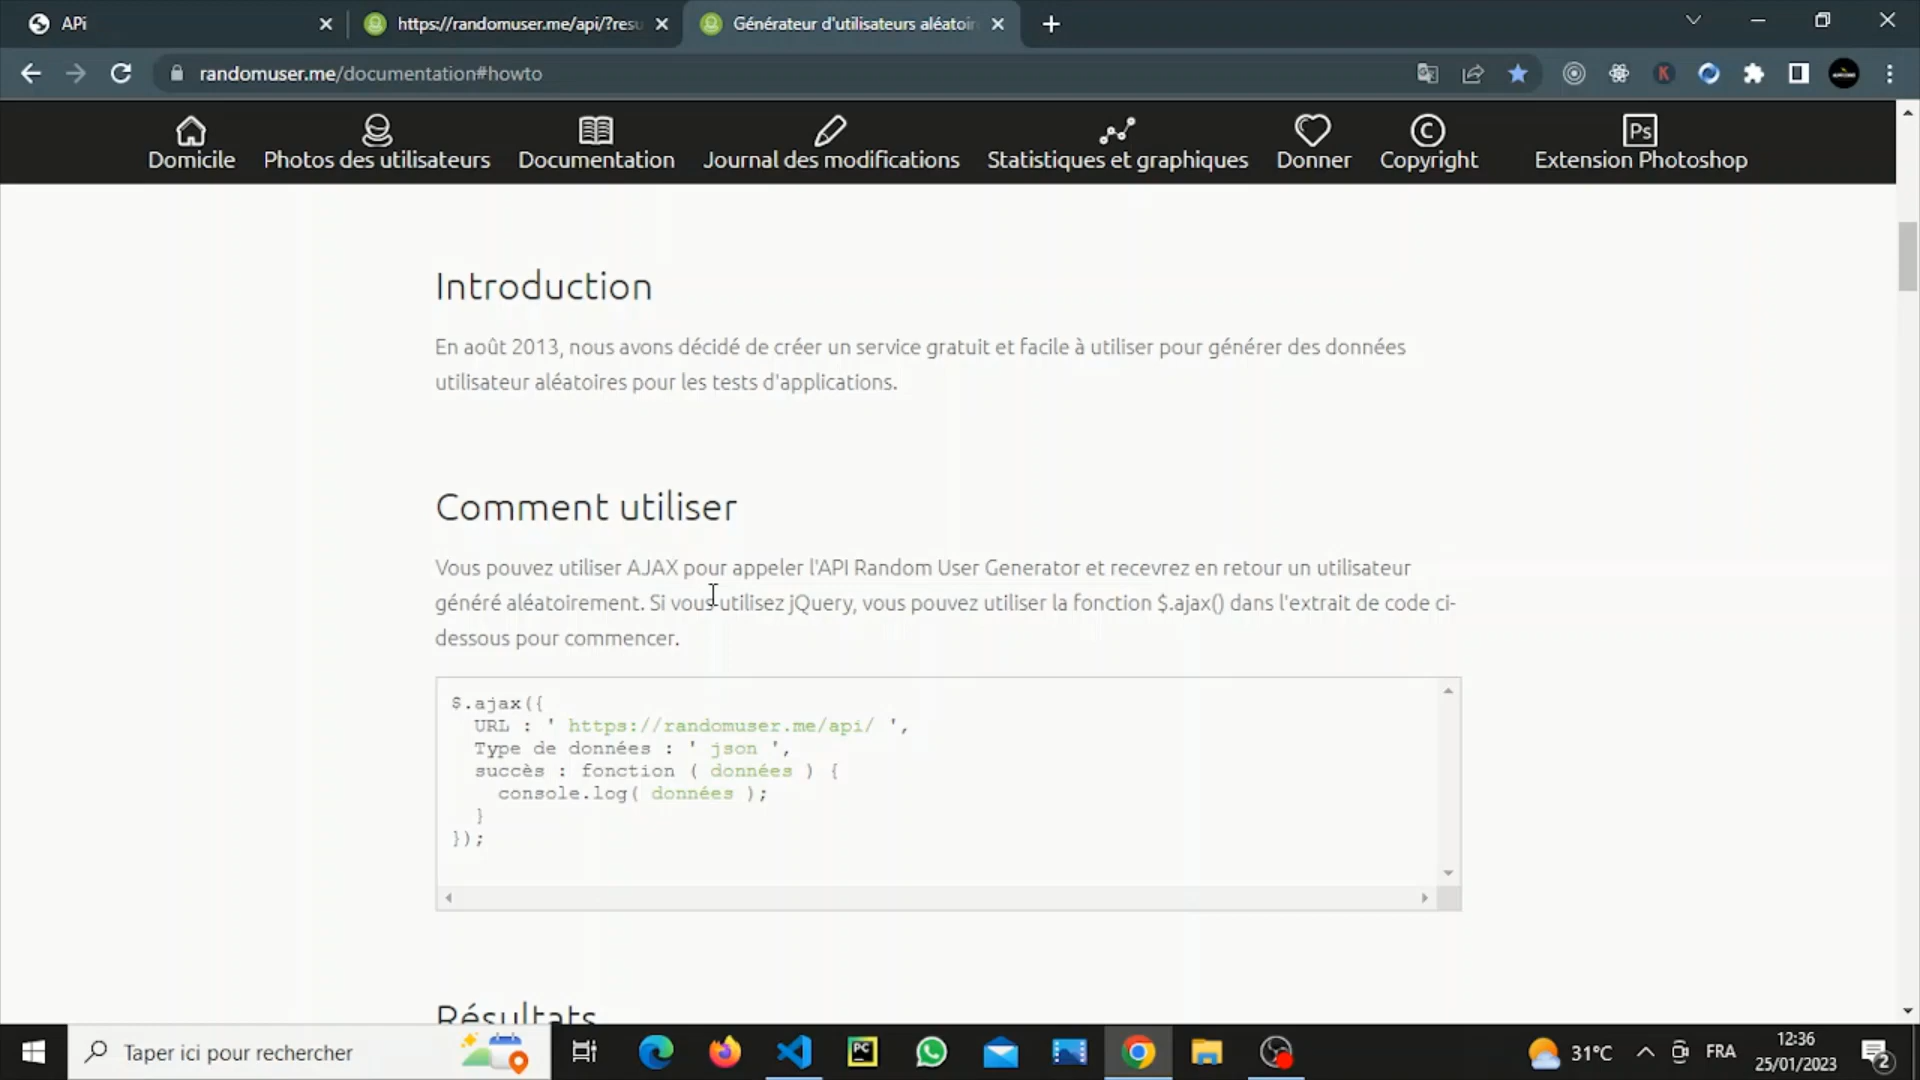 APi
https://randomuser.me/api/?resu
Générateur d'utilisateurs aléatoir
randomuser.me/documentation#howto
K
Ps
Domicile
Photos des utilisateurs
Documentation
Journal des modifications
Statistiques et graphiques
Donner
Copyright
Extension Photoshop
Introduction
En août 2013, nous avons décidé de créer un service gratuit et facile à utiliser pour générer des données
utilisateur aléatoires pour les tests d'applications.
Comment utiliser
Vous pouvez utiliser AJAX pour appeler l'API Random User Generator et recevrez en retour un utilisateur
généré aléatoirement. Si vous utilisez jQuery, vous pouvez utiliser la fonction $.ajax() dans l'extrait de code ci-
dessous pour commencer.
$.ajax({
URL : ' https://randomuser.me/api/ ',
Type de données : ' json ',
succès : fonction ( données ) {
console.log( données );
}
});
Résultats
Taper ici pour rechercher
PC
31°C
FRA
12:36
25/01/2023
2